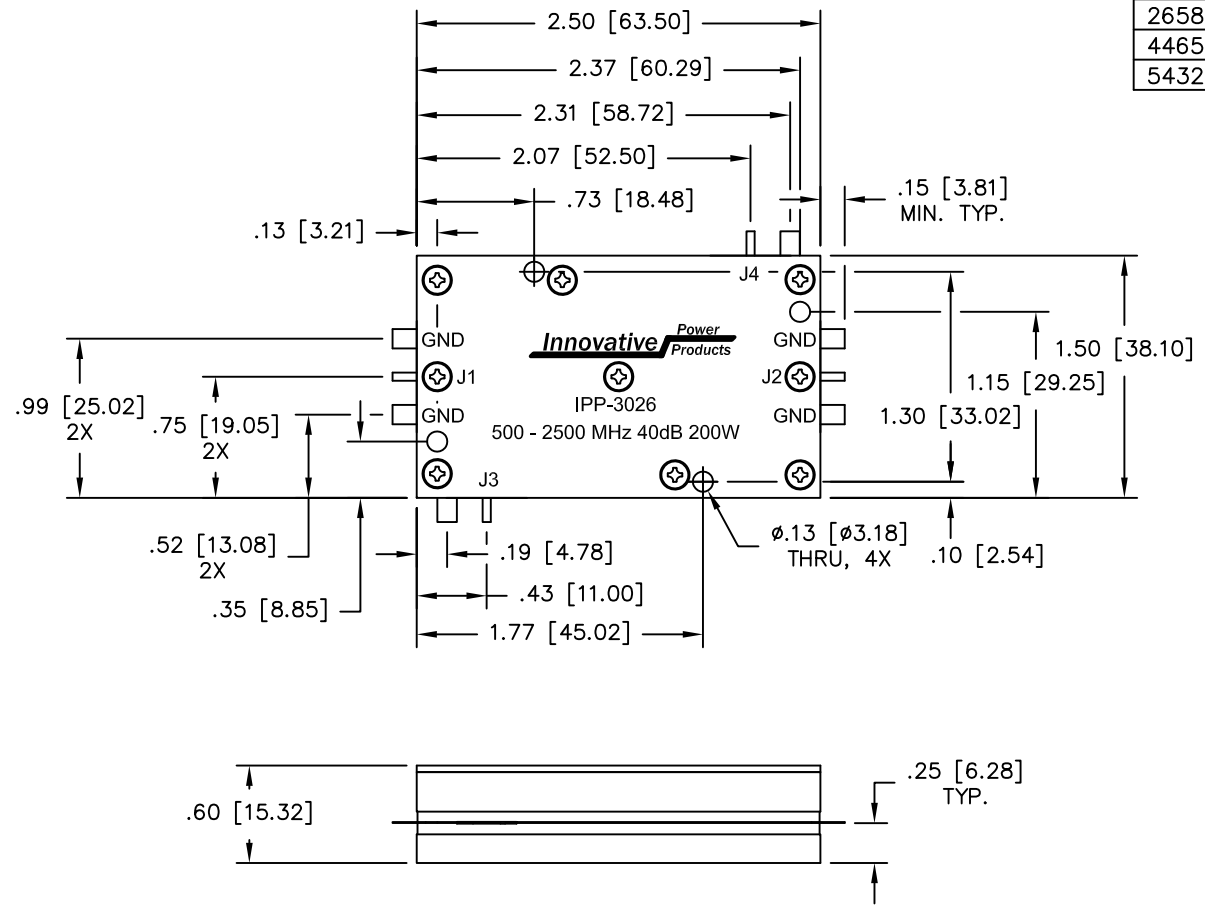 2.50 [63.50]
2658
4465
5432
2.37 [60.29]
2.31 [58.72]
2.07 [52.50]
.73 [18.48]
.15 [3.81]
MIN. TYP.
.13 [3.21]
J4
GND
Innovative Power Products
GND
J1
J2
GND
IPP-3026
GND
500 - 2500 MHz 40dB 200W
J3
1.50 [38.10]
1.15 [29.25]
1.30 [33.02]
.99 [25.02]
2X
.75 [19.05]
2X
.52 [13.08]
2X
.35 [8.85]
.19 [4.78]
.43 [11.00]
1.77 [45.02]
ø.13 [ø3.18]
THRU, 4X
.10 [2.54]
.60 [15.32]
.25 [6.28]
TYP.